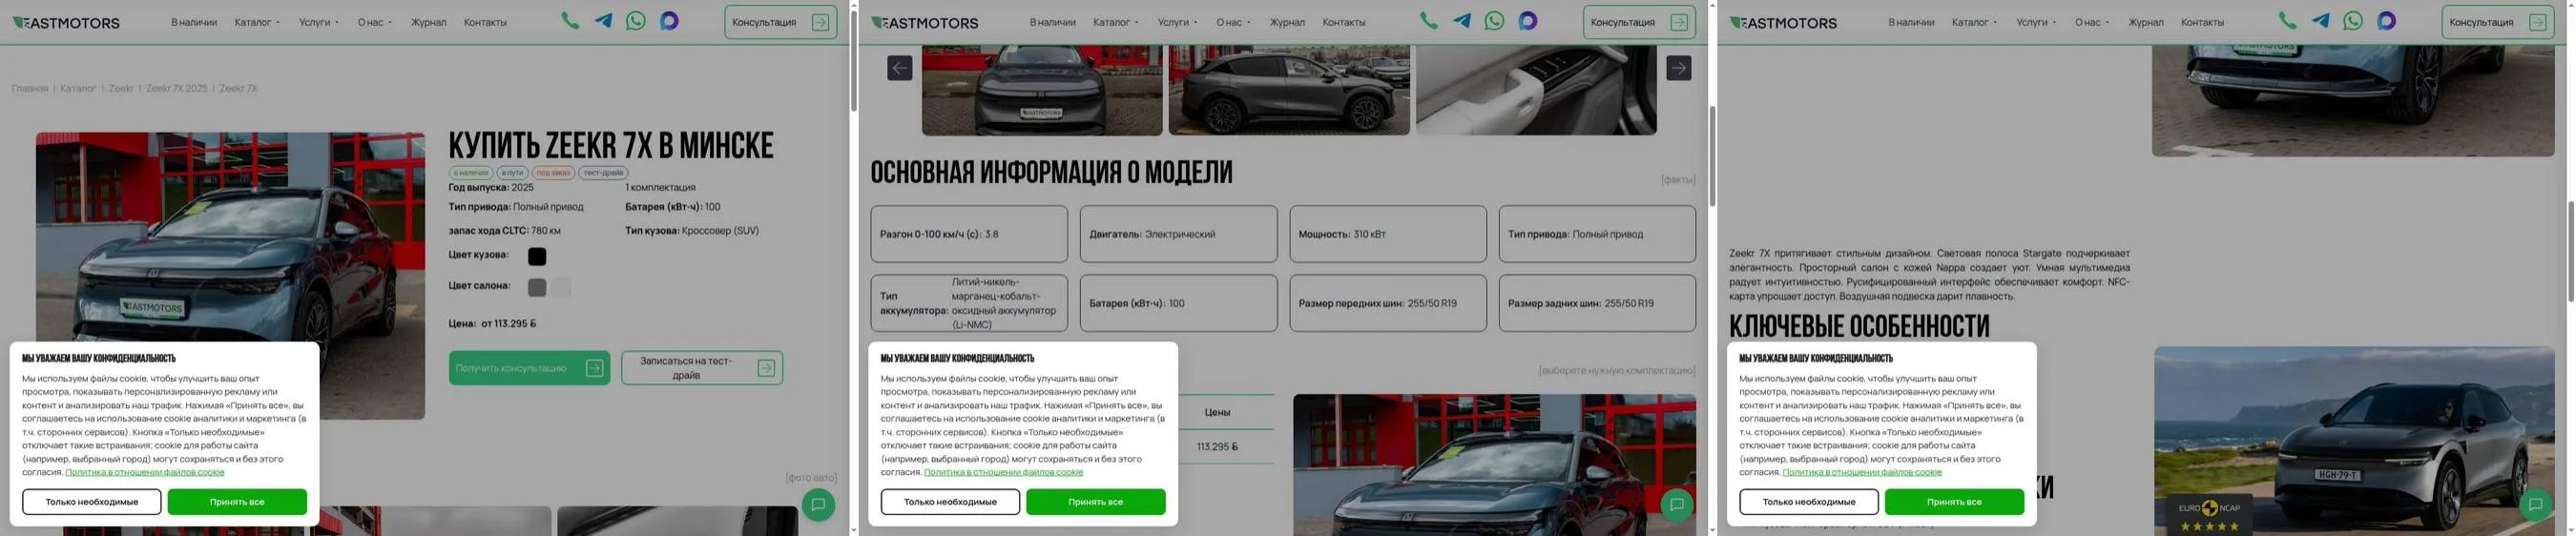 EASTMOTORS
В наличии
Каталог
Услуги
О нас
Журнал
Контакты
Консультация
Главная | Каталог | Zeekr | Zeekr 7X 2025 | Zeekr 7X
КУПИТЬ ZEEKR 7X В МИНСКЕ
в наличии
в пути
под заказ
тест-драйв
Год выпуска: 2025
1 комплектация
Тип привода: Полный привод
Батарея (кВт·ч): 100
запас хода CLTC: 780 км
Тип кузова: Кроссовер (SUV)
Цвет кузова:
Цвет салона:
Цена: от 113.295
Получить консультацию
Записаться на тест-
драйв
EASTMOTORS
[фото авто]
МЫ УВАЖАЕМ ВАШУ КОНФИДЕНЦИАЛЬНОСТЬ
Мы используем файлы cookie, чтобы улучшить ваш опыт
просмотра, показывать персонализированную рекламу или
контент и анализировать наш трафик. Нажимая «Принять все», вы
соглашаетесь на использование cookie аналитики и маркетинга (в
т.ч. сторонних сервисов). Кнопка «Только необходимые»
отключает такие встраивания; cookie для работы сайта
(например, выбранный город) могут сохраняться и без этого
согласия. Политика в отношении файлов cookie
Только необходимые
Принять все
EASTMOTORS
В наличии
Каталог
Услуги
О нас
Журнал
Контакты
Консультация
ОСНОВНАЯ ИНФОРМАЦИЯ О МОДЕЛИ
[факты]
Разгон 0-100 км/ч (с): 3.8
Двигатель: Электрический
Мощность: 310 кВт
Тип привода: Полный привод
Тип
аккумулятора:
Литий-никель-
марганец-кобальт-
оксидный аккумулятор
(Li-NMC)
Батарея (кВт·ч): 100
Размер передних шин: 255/50 R19
Размер задних шин: 255/50 R19
[выберете нужную комплектацию]
Цены
113.295
МЫ УВАЖАЕМ ВАШУ КОНФИДЕНЦИАЛЬНОСТЬ
Мы используем файлы cookie, чтобы улучшить ваш опыт
просмотра, показывать персонализированную рекламу или
контент и анализировать наш трафик. Нажимая «Принять все», вы
соглашаетесь на использование cookie аналитики и маркетинга (в
т.ч. сторонних сервисов). Кнопка «Только необходимые»
отключает такие встраивания; cookie для работы сайта
(например, выбранный город) могут сохраняться и без этого
согласия. Политика в отношении файлов cookie
Только необходимые
Принять все
EASTMOTORS
В наличии
Каталог
Услуги
О нас
Журнал
Контакты
Консультация
Zeekr 7X притягивает стильным дизайном. Световая полоса Stargate подчеркивает
элегантность. Просторный салон с кожей Nappa создает уют. Умная мультимедиа
радует интуитивностью. Русифицированный интерфейс обеспечивает комфорт. NFC-
карта упрощает доступ. Воздушная подвеска дарит плавность.
КЛЮЧЕВЫЕ ОСОБЕННОСТИ
МЫ УВАЖАЕМ ВАШУ КОНФИДЕНЦИАЛЬНОСТЬ
Мы используем файлы cookie, чтобы улучшить ваш опыт
просмотра, показывать персонализированную рекламу или
контент и анализировать наш трафик. Нажимая «Принять все», вы
соглашаетесь на использование cookie аналитики и маркетинга (в
т.ч. сторонних сервисов). Кнопка «Только необходимые»
отключает такие встраивания; cookie для работы сайта
(например, выбранный город) могут сохраняться и без этого
согласия. Политика в отношении файлов cookie
Только необходимые
Принять все
HGH-79-T
EURO NCAP